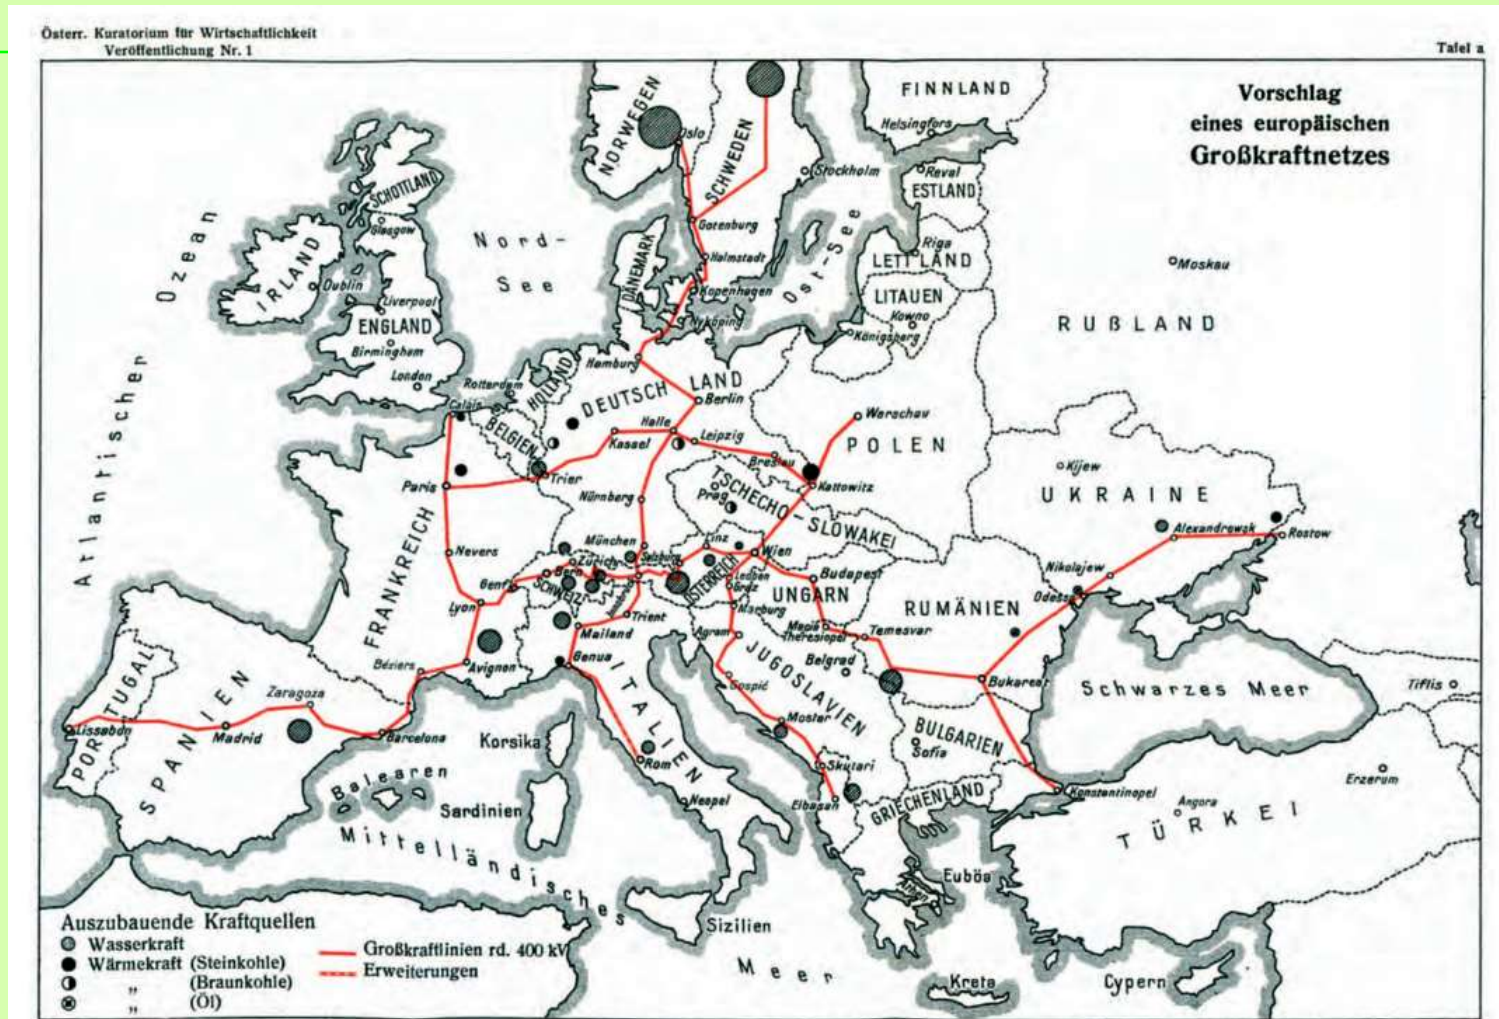 Österr. Kuratorium für Wirtschaftlichkeit
Veröffentlichung Nr. 1
Tafel a
Vorschlag
eines europäischen
Großkraftnetzes
NORWEGEN
Oslo
SCHWEDEN
Stockholm
FINNLAND
Helsingfors
Reval
ESTLAND
Riga
LETTLAND
LITAUEN
Kowno
Königsberg
Moskau
RUßLAND
SCHOTTLAND
Glasgow
IRLAND
Dublin
Liverpool
ENGLAND
Birmingham
London
Atlantischer Ozean
Nord-
See
Ost-See
Gotenburg
Halmstadt
DÄNEMARK
Kopenhagen
Nyköping
Hamburg
HOLLAND
Rotterdam
DEUTSCH LAND
Berlin
Calais
BELGIEN
Halle
Kassel
Leipzig
Breslau
Trier
Warschau
POLEN
Kattowitz
Paris
Nürnberg
Prag
TSCHECHO-SLOWAKEI
Kijew
UKRAINE
Alexandrowsk
Rostow
Nikolajew
Odessa
FRANKREICH
Nevers
München
Salzburg
Linz
Wien
Zürich
Bern
Genf
SCHWEIZ
Innsbruck
ÖSTERREICH
Leoben
Graz
Budapest
UNGARN
RUMÄNIEN
Lyon
Trient
Mailand
Marburg
Agram
Maria
Theresiopel
Temesvar
Belgrad
JUGOSLAVIEN
Bukarest
Schwarzes Meer
Tiflis
Béziers
Avignon
Genua
ITALIEN
Gospić
Mostar
Skutari
Elbasan
BULGARIEN
Sofia
PORTUGAL
Lissabon
SPANIEN
Madrid
Zaragoza
Barcelona
Korsika
Rom
Neapel
Balearen
Sardinien
GRIECHENLAND
Konstantinopel
Angora
Erzerum
TÜRKEI
Mittelländisches
Meer
Sizilien
Athen
Euböa
Kreta
Cypern
Auszubauende Kraftquellen
Wasserkraft
Wärmekraft (Steinkohle)
„ (Braunkohle)
„ (Öl)
Großkraftlinien rd. 400 kV
Erweiterungen